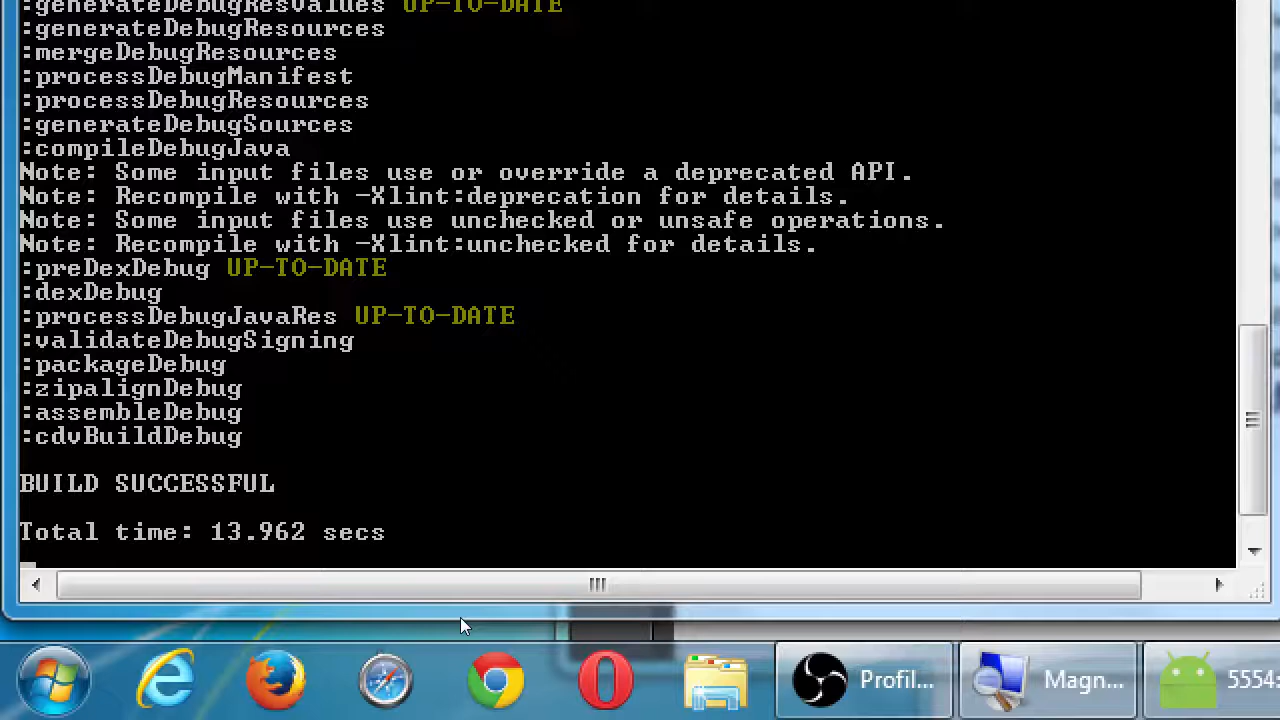 :generateDebugResValues UP-TO-DATE
:generateDebugResources
:mergeDebugResources
:processDebugManifest
:processDebugResources
:generateDebugSources
:compileDebugJava
Note: Some input files use or override a deprecated API.
Note: Recompile with -Xlint:deprecation for details.
Note: Some input files use unchecked or unsafe operations.
Note: Recompile with -Xlint:unchecked for details.
:preDexDebug UP-TO-DATE
:dexDebug
:processDebugJavaRes UP-TO-DATE
:validateDebugSigning
:packageDebug
:zipalignDebug
:assembleDebug
:cdvBuildDebug
BUILD SUCCESSFUL
Total time: 13.962 secs
Profil...
Magn...
5554: